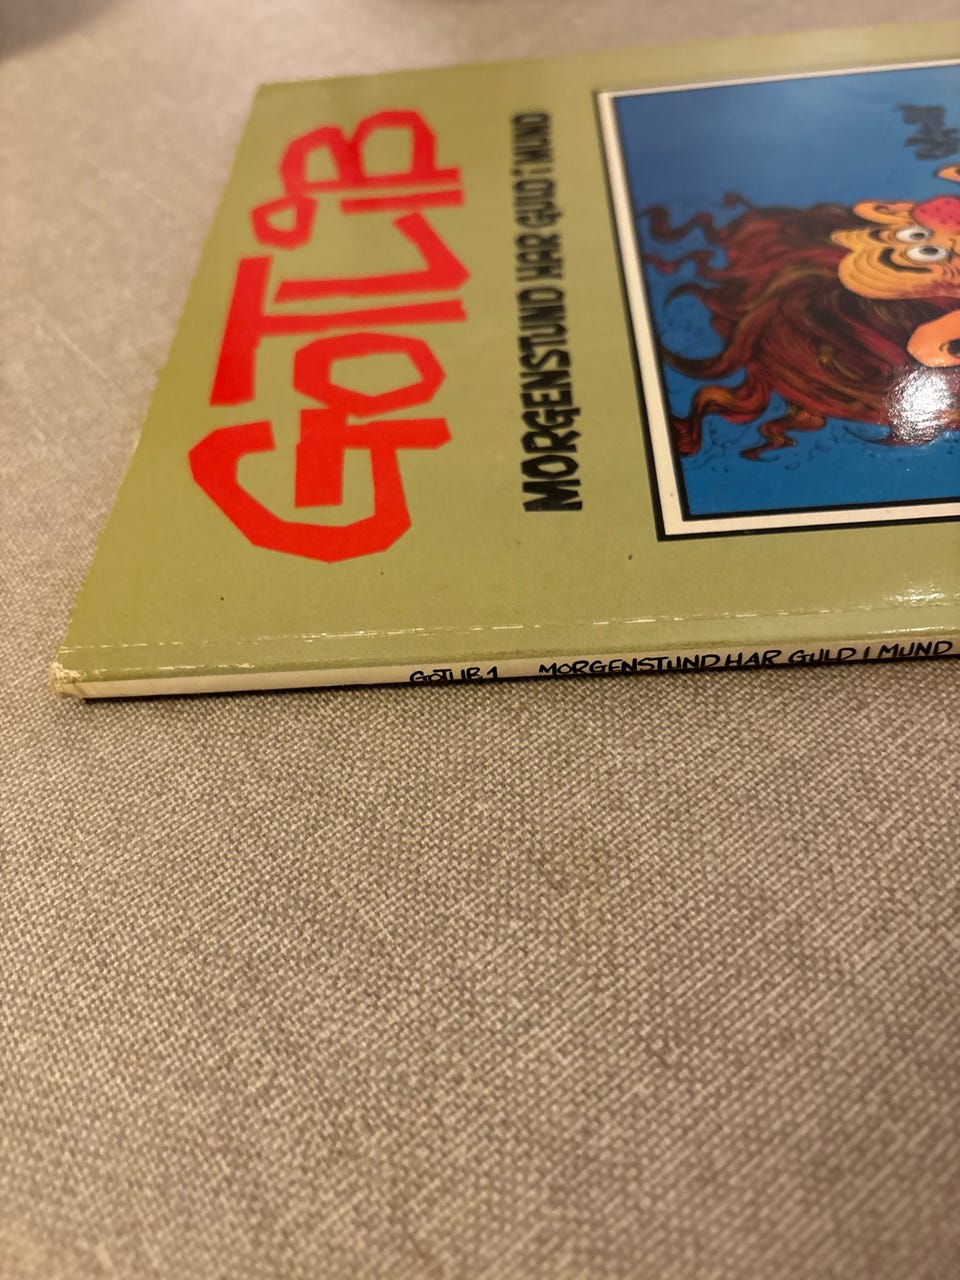 GOTLIB
MORGENSTUND HAR GULD i MUND
GOTLIB 1 MORGENSTUND HAR GULD I MUND